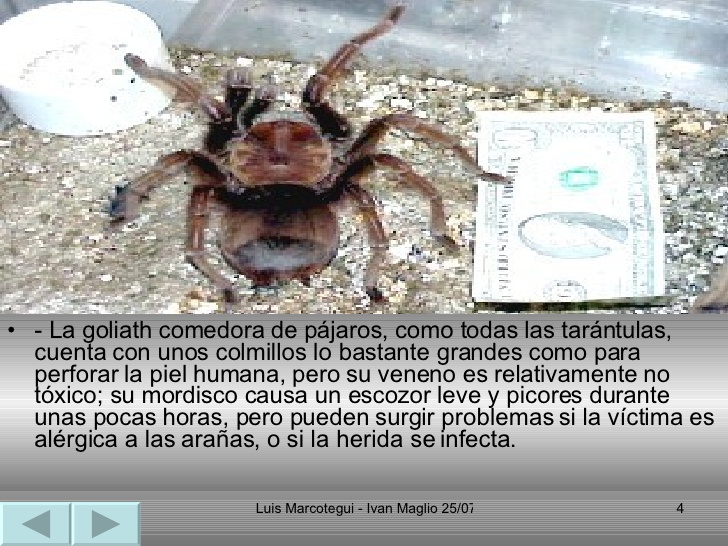 • - La goliath comedora de pájaros, como todas las tarántulas,
cuenta con unos colmillos lo bastante grandes como para
perforar la piel humana, pero su veneno es relativamente no
tóxico; su mordisco causa un escozor leve y picores durante
unas pocas horas, pero pueden surgir problemas si la víctima es
alérgica a las arañas, o si la herida se infecta.
Luis Marcotegui - Ivan Maglio 25/07
4